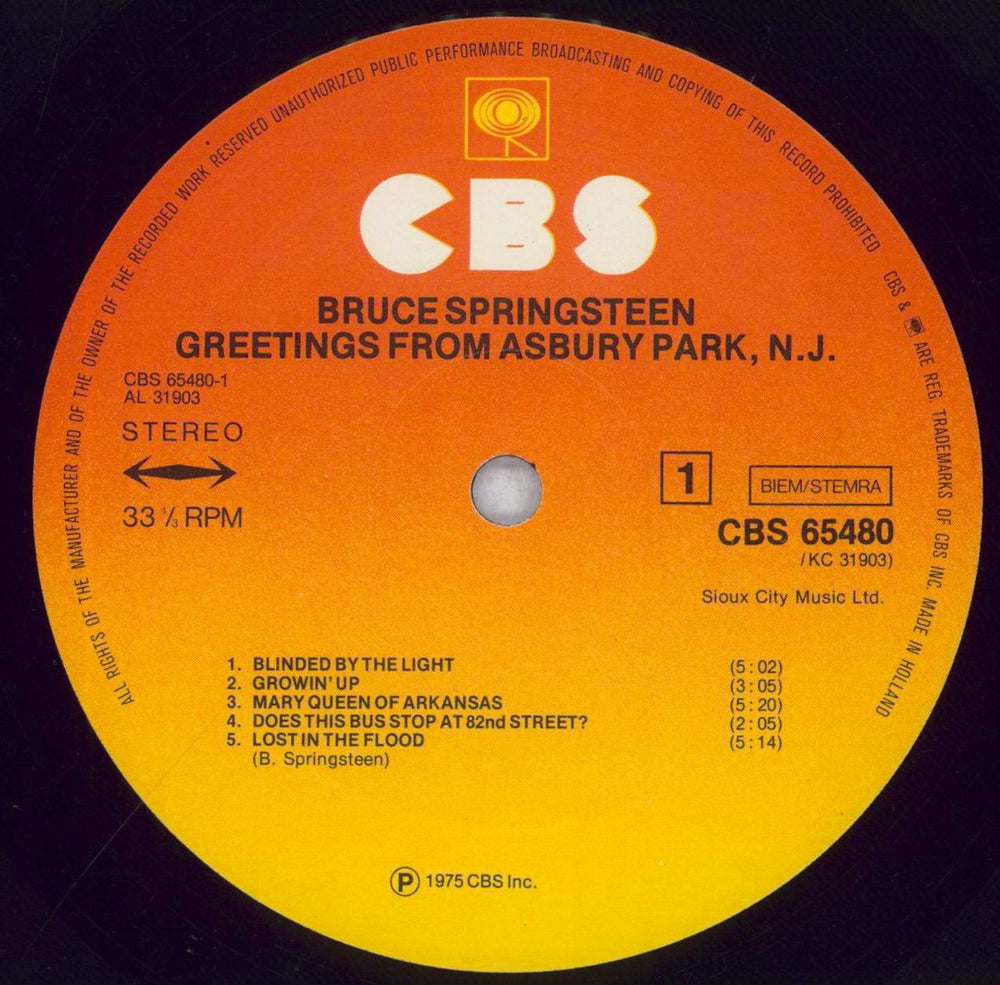 ALL RIGHTS OF THE MANUFACTURER AND OF THE OWNER OF THE RECORDED WORK RESERVED UNAUTHORIZED PUBLIC PERFORMANCE BROADCASTING AND COPYING OF THIS RECORD PROHIBITED CBS & ARE REG. TRADEMARKS OF CBS INC. MADE IN HOLLAND
CBS
BRUCE SPRINGSTEEN
GREETINGS FROM ASBURY PARK, N.J.
CBS 65480-1
AL 31903
STEREO
33 1/3 RPM
1
BIEM/STEMRA
CBS 65480
/KC 31903)
Sioux City Music Ltd.
1. BLINDED BY THE LIGHT (5:02)
2. GROWIN' UP (3:05)
3. MARY QUEEN OF ARKANSAS (5:20)
4. DOES THIS BUS STOP AT 82nd STREET? (2:05)
5. LOST IN THE FLOOD (5:14)
(B. Springsteen)
Ⓟ 1975 CBS Inc.